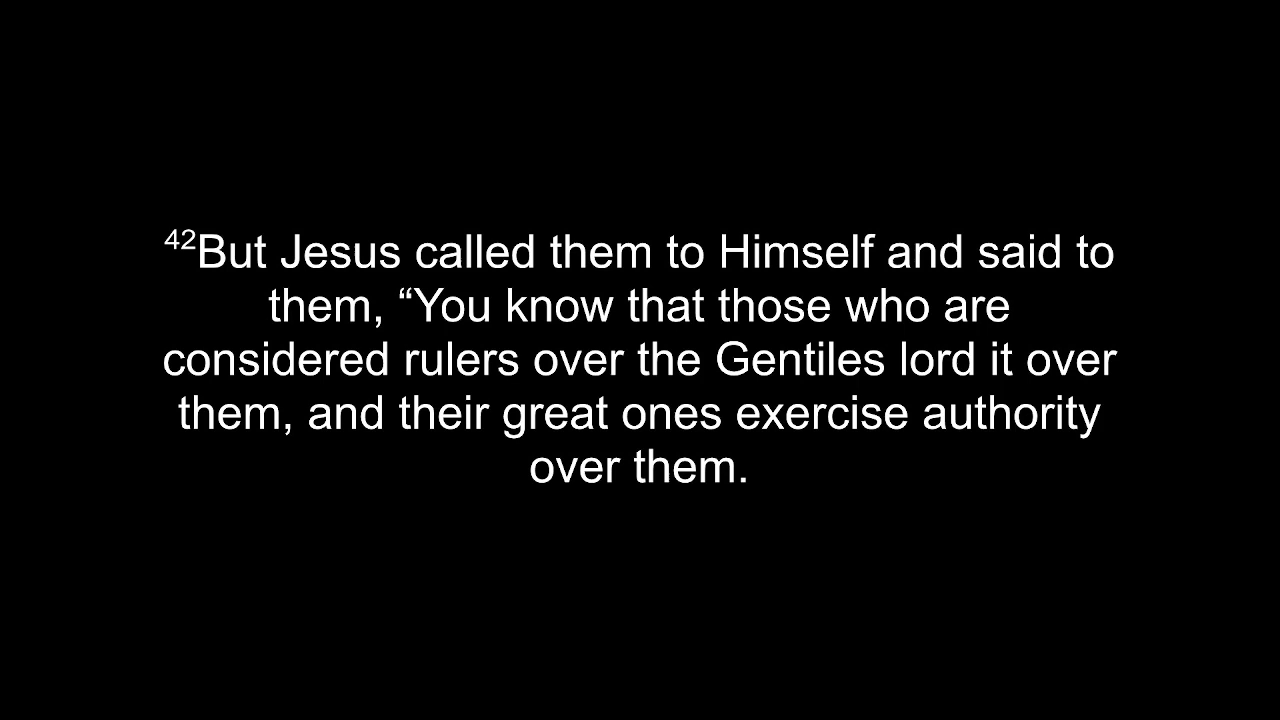 ⁴²But Jesus called them to Himself and said to
them, “You know that those who are
considered rulers over the Gentiles lord it over
them, and their great ones exercise authority
over them.